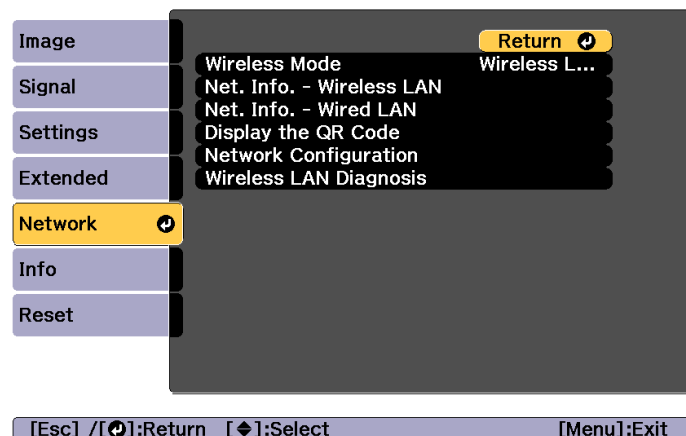 Image
Signal
Settings
Extended
Network
Info
Reset
Return
Wireless Mode Wireless L...
Net. Info. - Wireless LAN
Net. Info. - Wired LAN
Display the QR Code
Network Configuration
Wireless LAN Diagnosis
[Esc] /[⏎]:Return [◆]:Select [Menu]:Exit